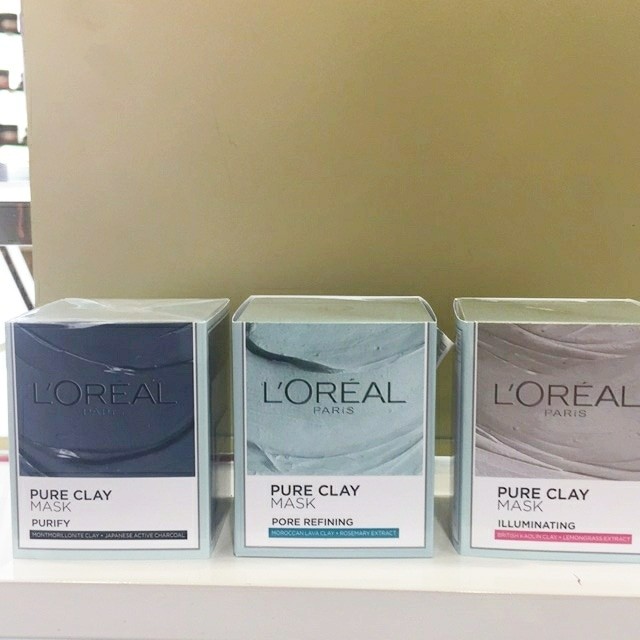 L'ORÉAL
PARIS
PURE CLAY
MASK
PURIFY
MONTMORILLONITE CLAY • JAPANESE ACTIVE CHARCOAL
L'ORÉAL
PARIS
PURE CLAY
MASK
PORE REFINING
MOROCCAN LAVA CLAY • ROSEMARY EXTRACT
L'ORÉAL
PARIS
PURE CLAY
MASK
ILLUMINATING
BRITISH KAOLIN CLAY • LEMONGRASS EXTRACT